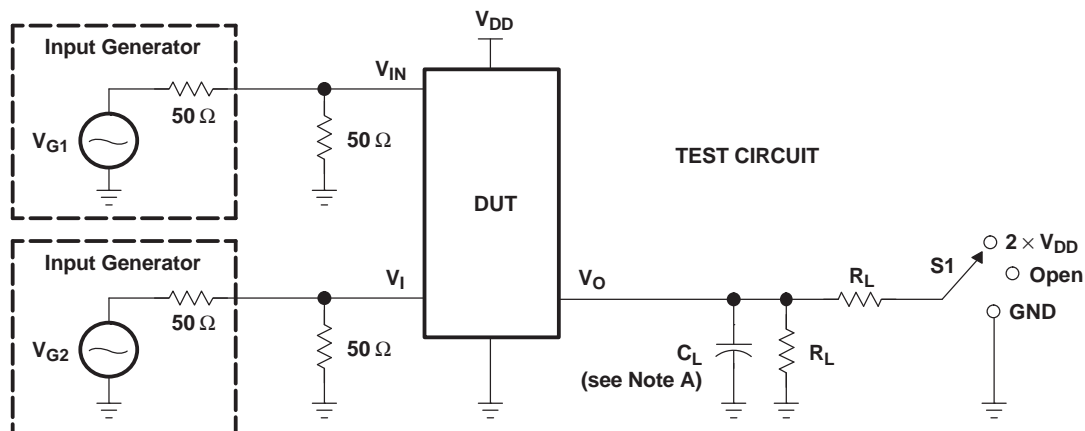 V_DD
Input Generator
V_IN
50 Ω
50 Ω
V_G1
TEST CIRCUIT
DUT
Input Generator
V_I
V_O
R_L
S1
2 × V_DD
Open
GND
50 Ω
50 Ω
V_G2
C_L
(see Note A)
R_L